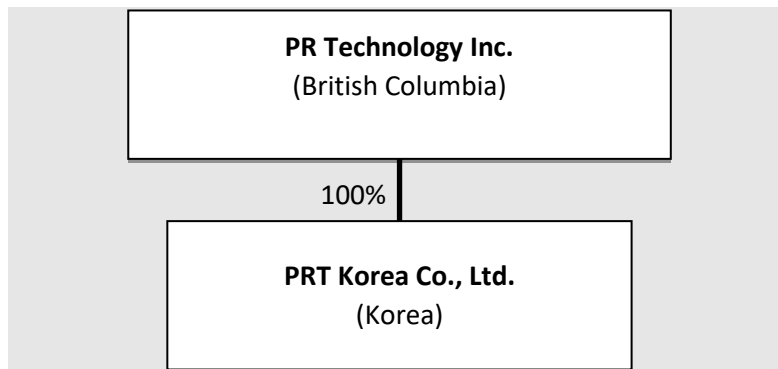 PR Technology Inc.
(British Columbia)
100%
PRT Korea Co., Ltd.
(Korea)